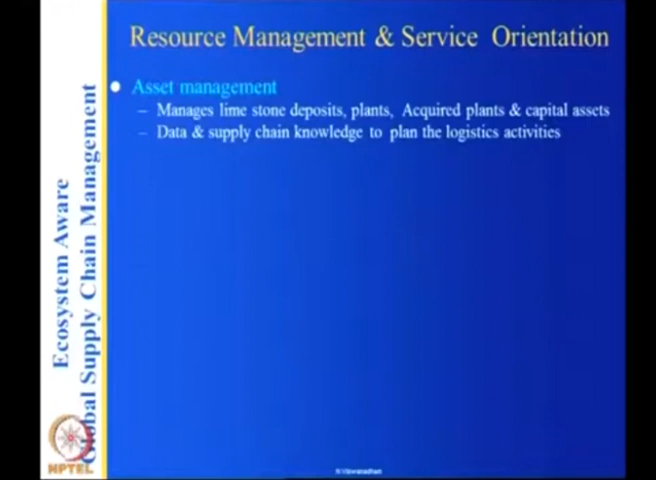 Resource Management & Service Orientation
Asset management
– Manages lime stone deposits, plants, Acquired plants & capital assets
– Data & supply chain knowledge to plan the logistics activities
Ecosystem Aware
Global Supply Chain Management
NPTEL
N.Viswanadham